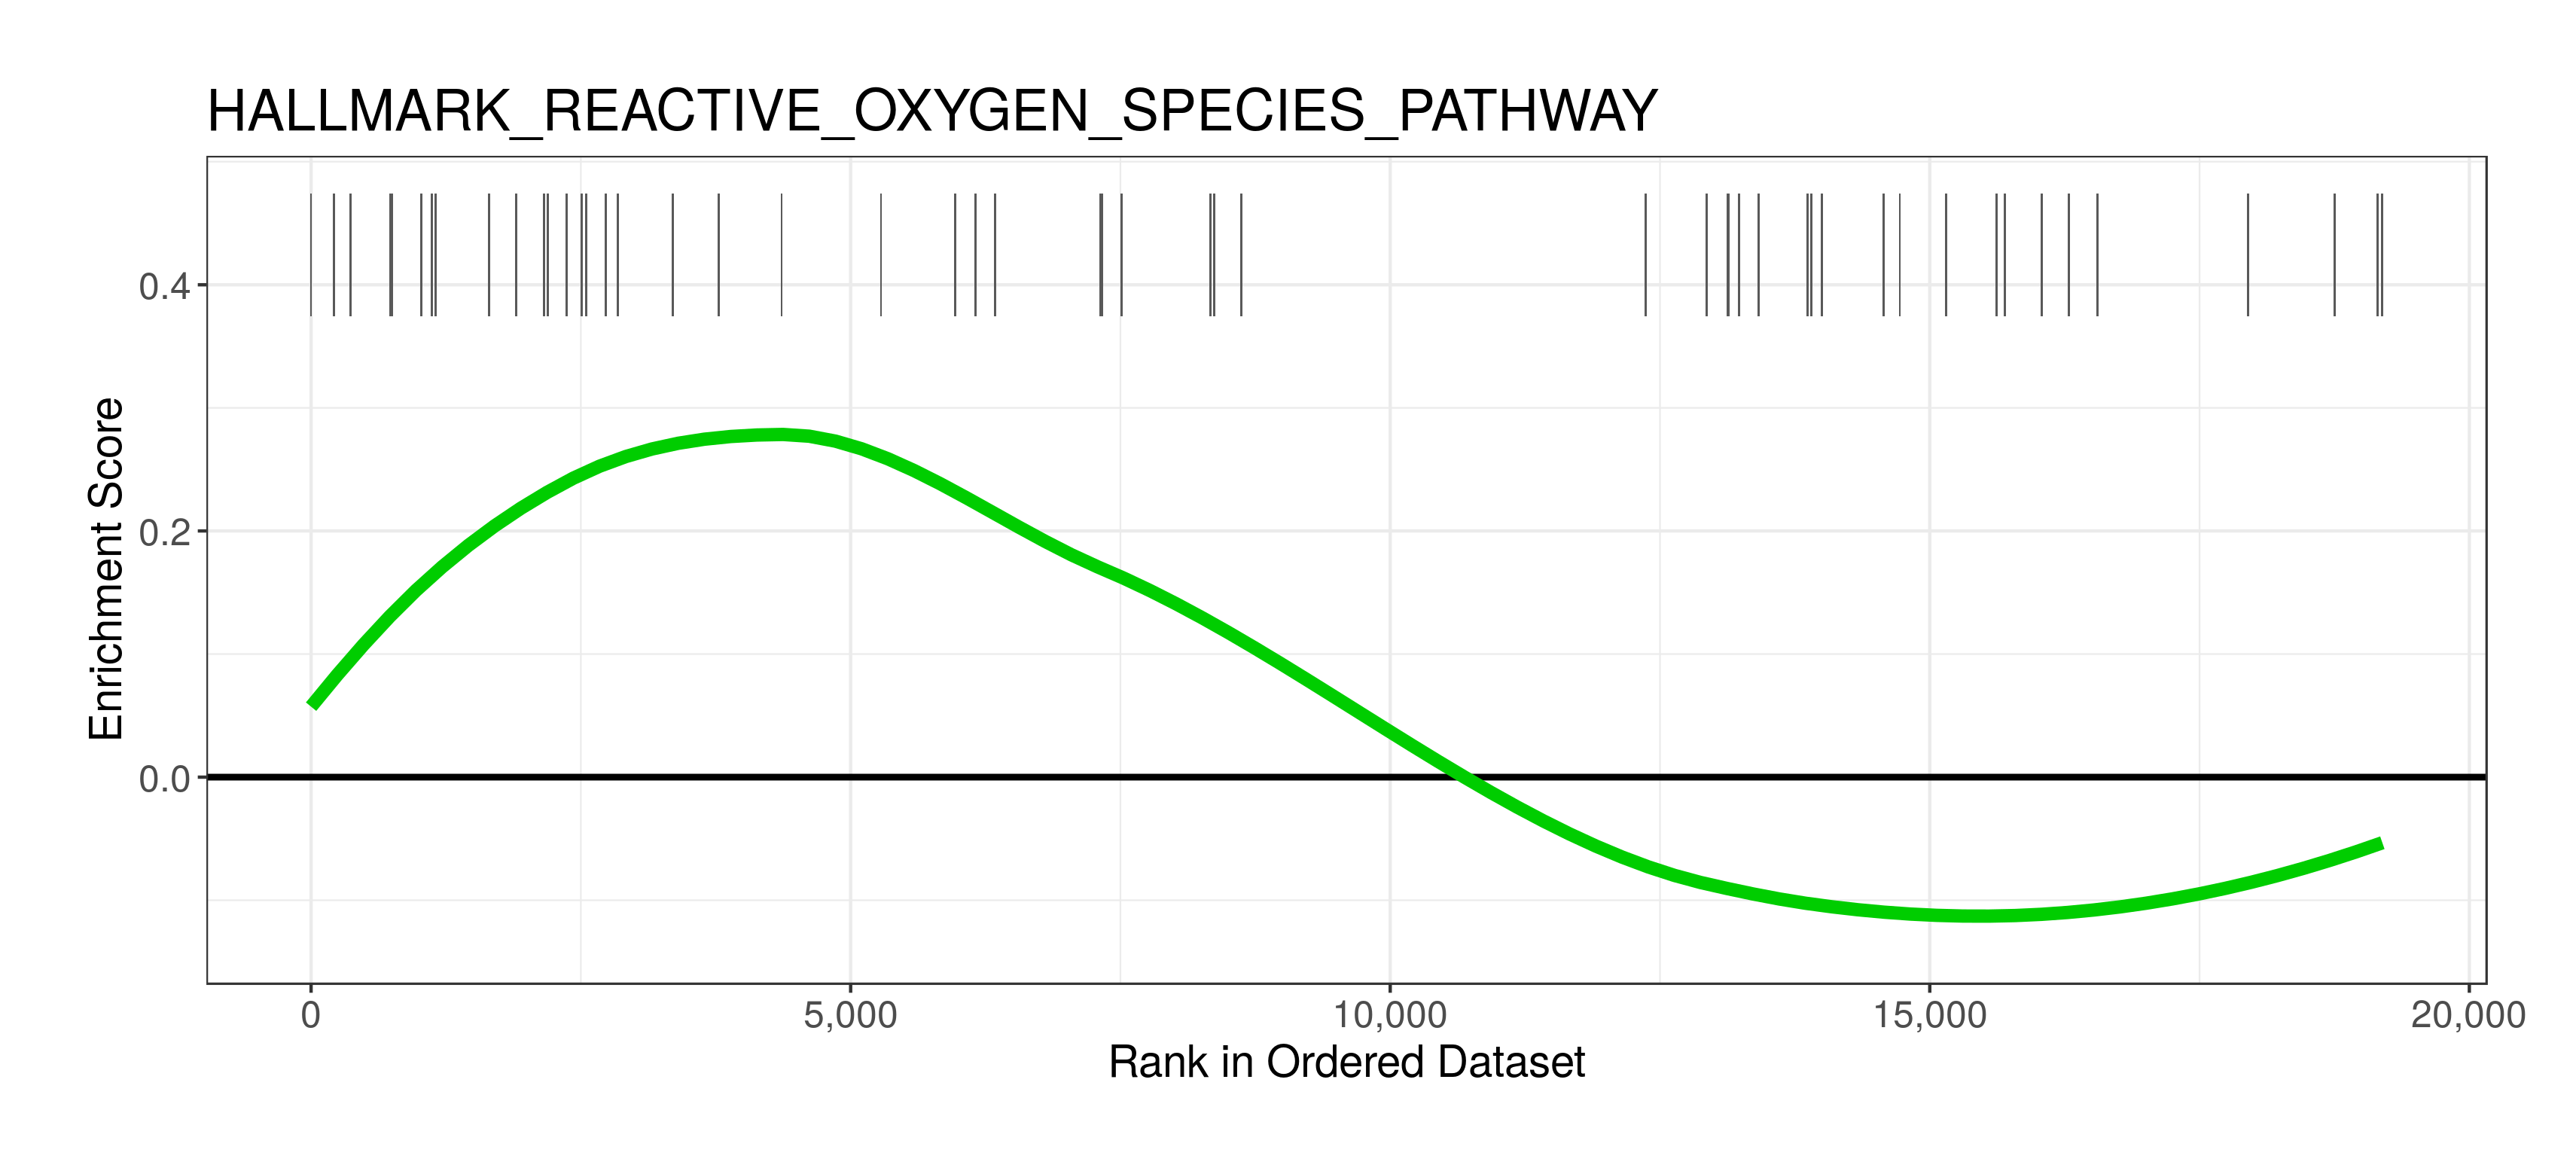 HALLMARK_REACTIVE_OXYGEN_SPECIES_PATHWAY
0.4
0.2
0.0
Enrichment Score
0 5,000 10,000 15,000 20,000
Rank in Ordered Dataset